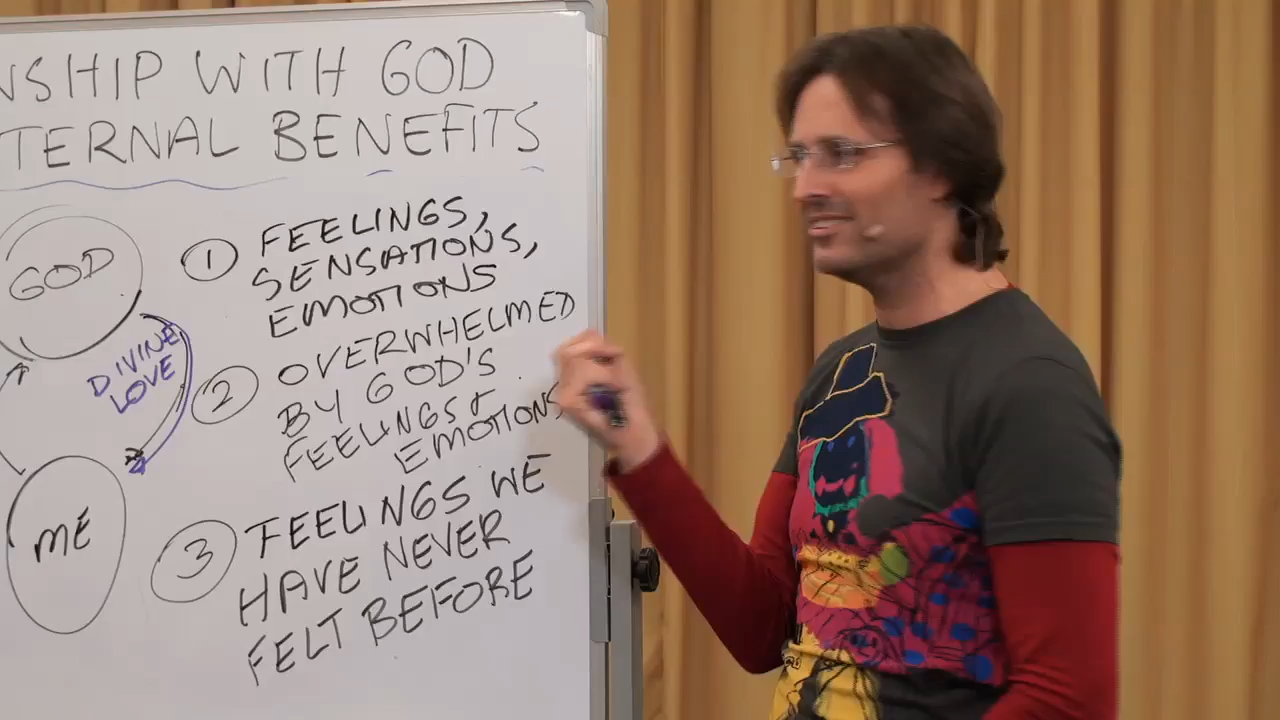 NSHIP WITH GOD
TERNAL BENEFITS
GOD
DIVINE
LOVE
ME
1 FEELINGS,
SENSATIONS,
EMOTIONS
2 OVERWHELMED
BY GOD'S
FEELINGS +
EMOTIONS
3 FEELINGS WE
HAVE NEVER
FELT BEFORE